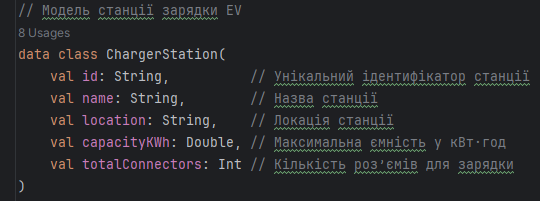 // Модель станції зарядки EV
8 Usages
data class ChargerStation(
val id: String, // Унікальний ідентифікатор станції
val name: String, // Назва станції
val location: String, // Локація станції
val capacityKWh: Double, // Максимальна ємність у кВт·год
val totalConnectors: Int // Кількість роз'ємів для зарядки
)